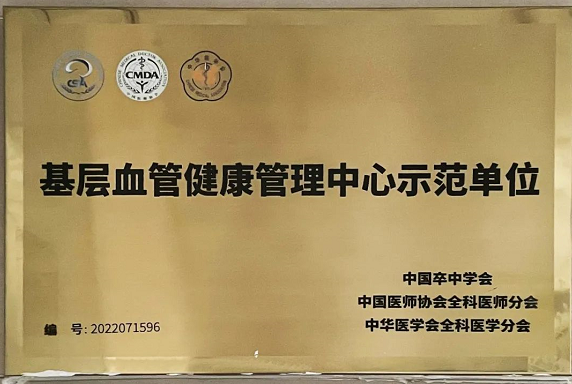 CMDA
基层血管健康管理中心示范单位
中国卒中学会
中国医师协会全科医师分会
中华医学会全科医学分会
编 号: 2022071596